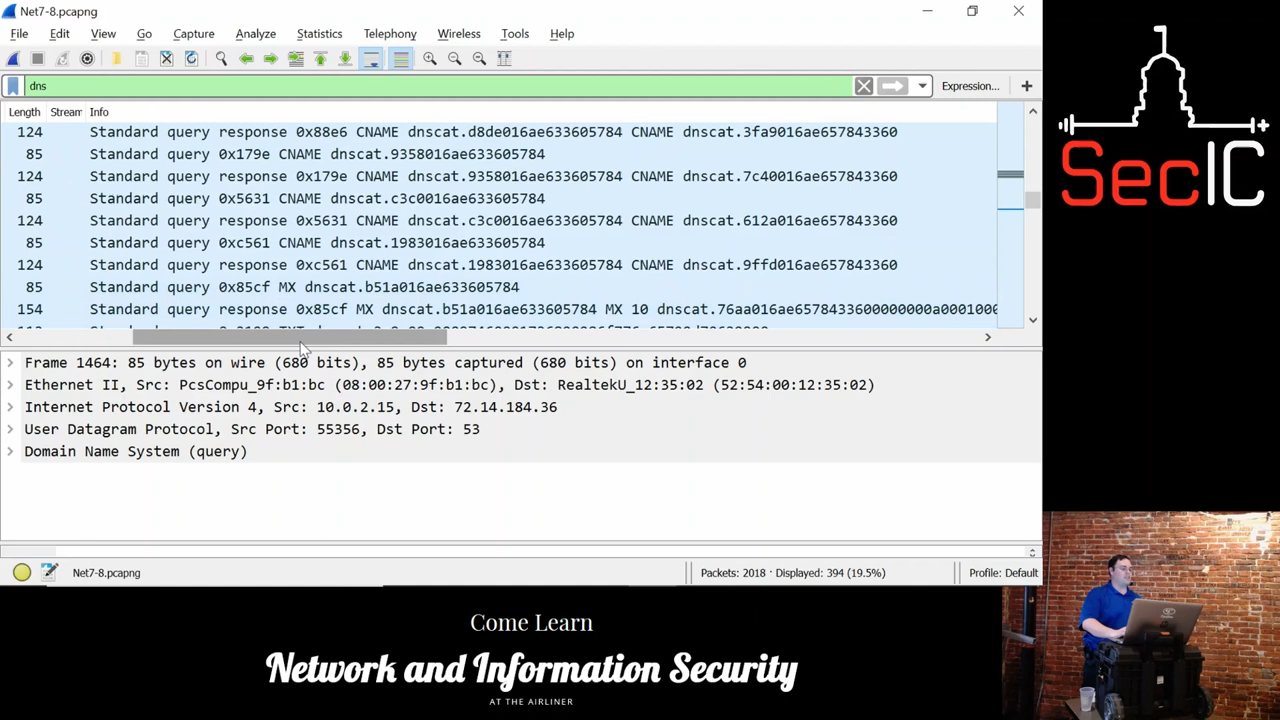 Net7-8.pcapng
File Edit View Go Capture Analyze Statistics Telephony Wireless Tools Help
dns
Expression...
Length Stream Info
124 Standard query response 0x88e6 CNAME dnscat.d8de016ae633605784 CNAME dnscat.3fa9016ae657843360
85 Standard query 0x179e CNAME dnscat.9358016ae633605784
124 Standard query response 0x179e CNAME dnscat.9358016ae633605784 CNAME dnscat.7c40016ae657843360
85 Standard query 0x5631 CNAME dnscat.c3c0016ae633605784
124 Standard query response 0x5631 CNAME dnscat.c3c0016ae633605784 CNAME dnscat.612a016ae657843360
85 Standard query 0xc561 CNAME dnscat.1983016ae633605784
124 Standard query response 0xc561 CNAME dnscat.1983016ae633605784 CNAME dnscat.9ffd016ae657843360
85 Standard query 0x85cf MX dnscat.b51a016ae633605784
154 Standard query response 0x85cf MX dnscat.b51a016ae633605784 MX 10 dnscat.76aa016ae6578433600000000a000100
Frame 1464: 85 bytes on wire (680 bits), 85 bytes captured (680 bits) on interface 0
Ethernet II, Src: PcsCompu_9f:b1:bc (08:00:27:9f:b1:bc), Dst: RealtekU_12:35:02 (52:54:00:12:35:02)
Internet Protocol Version 4, Src: 10.0.2.15, Dst: 72.14.184.36
User Datagram Protocol, Src Port: 55356, Dst Port: 53
Domain Name System (query)
Net7-8.pcapng
Packets: 2018 · Displayed: 394 (19.5%)
Profile: Default
SecIC
Come Learn
Network and Information Security
AT THE AIRLINER